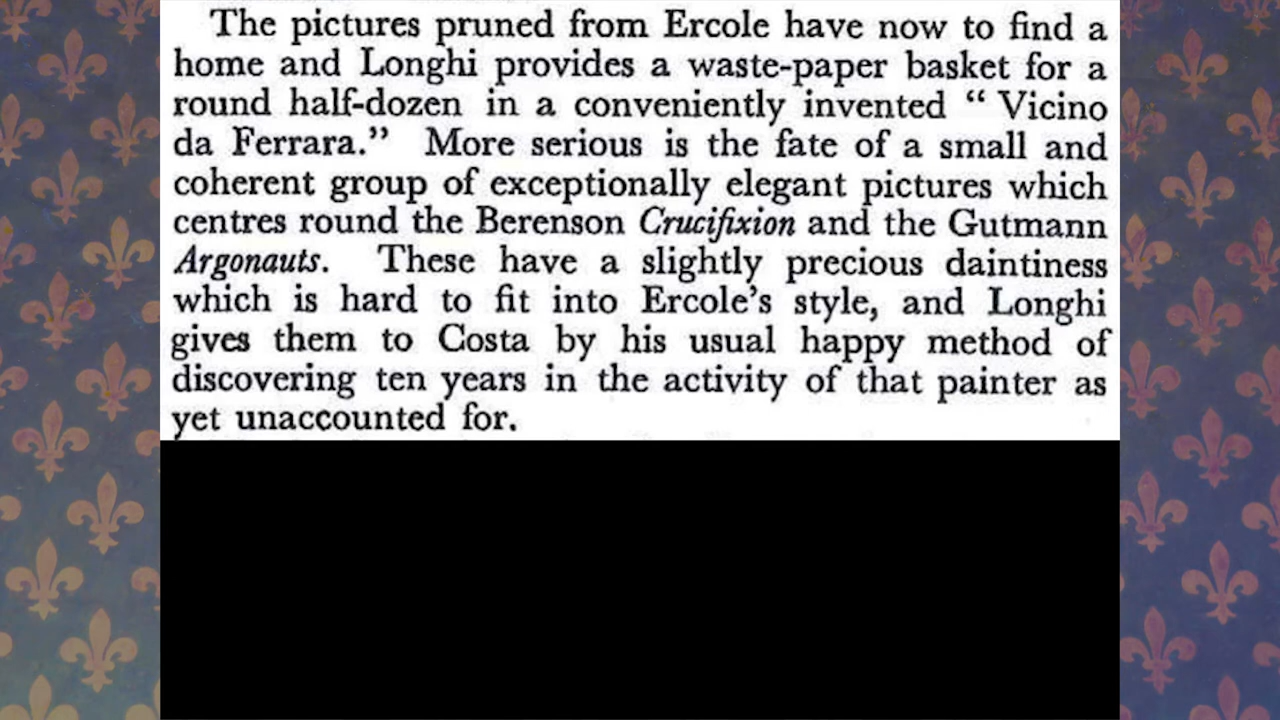 The pictures pruned from Ercole have now to find a
home and Longhi provides a waste-paper basket for a
round half-dozen in a conveniently invented “ Vicino
da Ferrara.” More serious is the fate of a small and
coherent group of exceptionally elegant pictures which
centres round the Berenson Crucifixion and the Gutmann
Argonauts. These have a slightly precious daintiness
which is hard to fit into Ercole’s style, and Longhi
gives them to Costa by his usual happy method of
discovering ten years in the activity of that painter as
yet unaccounted for.